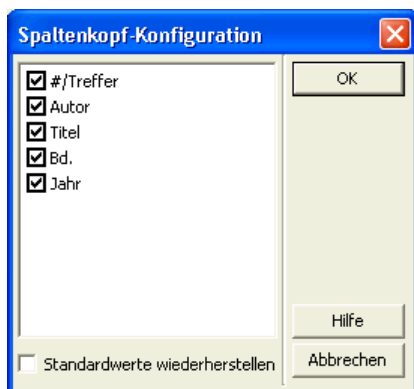 Spaltenkopf-Konfiguration
#/Treffer
Autor
Titel
Bd.
Jahr
OK
Hilfe
Abbrechen
Standardwerte wiederherstellen